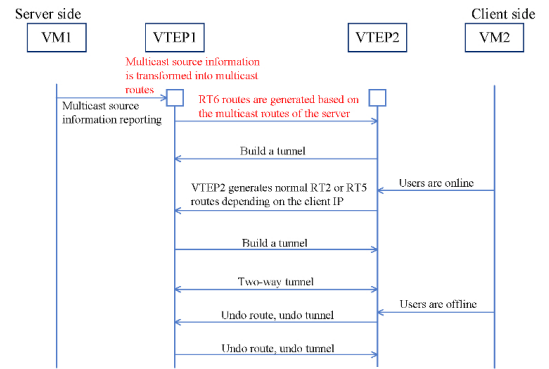 Server side
Client side
VM1
VTEP1
VTEP2
VM2
Multicast source information
is transformed into multicast
routes
RT6 routes are generated based on
the multicast routes of the server
Multicast source
information reporting
Build a tunnel
VTEP2 generates normal RT2 or RT5
routes depending on the client IP
Users are online
Build a tunnel
Two-way tunnel
Users are offline
Undo route, undo tunnel
Undo route, undo tunnel